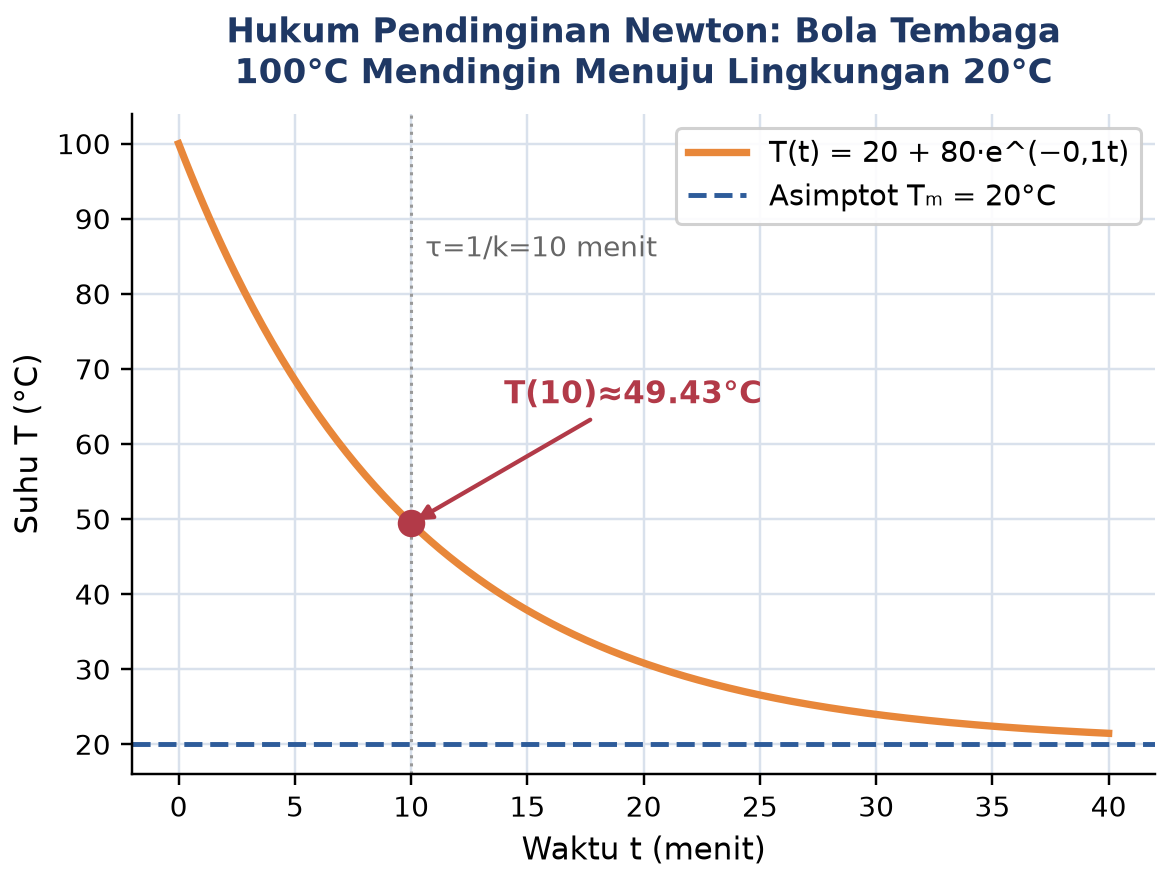 Hukum Pendinginan Newton: Bola Tembaga
100°C Mendingin Menuju Lingkungan 20°C
T(t) = 20 + 80·e^(−0,1t)
Asimptot Tₘ = 20°C
τ=1/k=10 menit
T(10)≈49.43°C
Suhu T (°C)
100
90
80
70
60
50
40
30
20
0 5 10 15 20 25 30 35 40
Waktu t (menit)